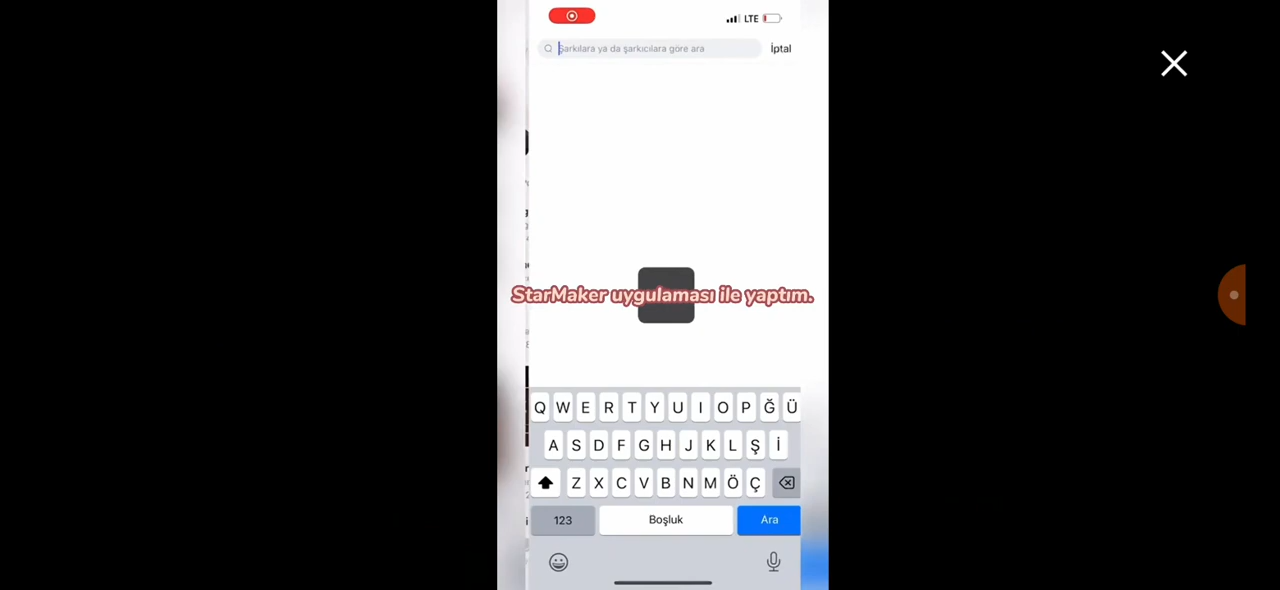 LTE
Şarkılara ya da şarkıcılara göre ara
İptal
StarMaker uygulaması ile yaptım.
Q W E R T Y U I O P Ğ Ü
A S D F G H J K L Ş İ
Z X C V B N M Ö Ç
123 Boşluk Ara